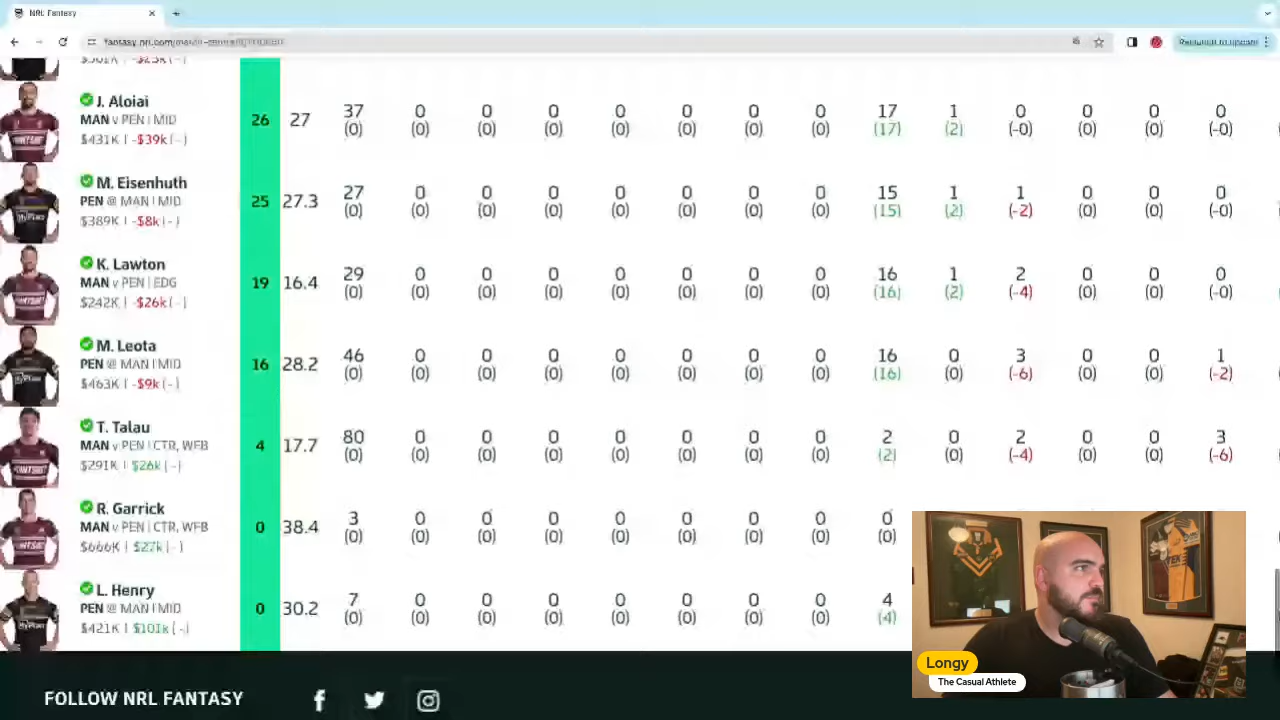 NRL Fantasy
$361K | -$23k (-)
J. Aloiai
MAN v PEN | MID
$431K | -$39k (-)
26 27 37 0 0 0 0 0 0 0 17 1 0 0 0 0
(0) (0) (0) (0) (0) (0) (0) (0) (17) (2) (-0) (0) (0) (-0)
M. Eisenhuth
PEN @ MAN | MID
$389K | -$8k (-)
25 27.3 27 0 0 0 0 0 0 0 15 1 1 0 0 0
(0) (0) (0) (0) (0) (0) (0) (0) (15) (2) (-2) (0) (0) (-0)
K. Lawton
MAN v PEN | EDG
$242K | -$26k (-)
19 16.4 29 0 0 0 0 0 0 0 16 1 2 0 0 0
(0) (0) (0) (0) (0) (0) (0) (0) (16) (2) (-4) (0) (0) (-0)
M. Leota
PEN @ MAN | MID
$463K | -$9k (-)
16 28.2 46 0 0 0 0 0 0 0 16 0 3 0 0 1
(0) (0) (0) (0) (0) (0) (0) (0) (16) (0) (-6) (0) (0) (-2)
T. Talau
MAN v PEN | CTR, WFB
$291K | $26k (-)
4 17.7 80 0 0 0 0 0 0 0 2 0 2 0 0 3
(0) (0) (0) (0) (0) (0) (0) (0) (2) (0) (-4) (0) (0) (-6)
R. Garrick
MAN v PEN | CTR, WFB
$666K | $27k (-)
0 38.4 3 0 0 0 0 0 0 0 0
(0) (0) (0) (0) (0) (0) (0) (0) (0)
L. Henry
PEN @ MAN | MID
$421K | $101k (-)
0 30.2 7 0 0 0 0 0 0 0 4
(0) (0) (0) (0) (0) (0) (0) (0) (4)
Longy
The Casual Athlete
FOLLOW NRL FANTASY